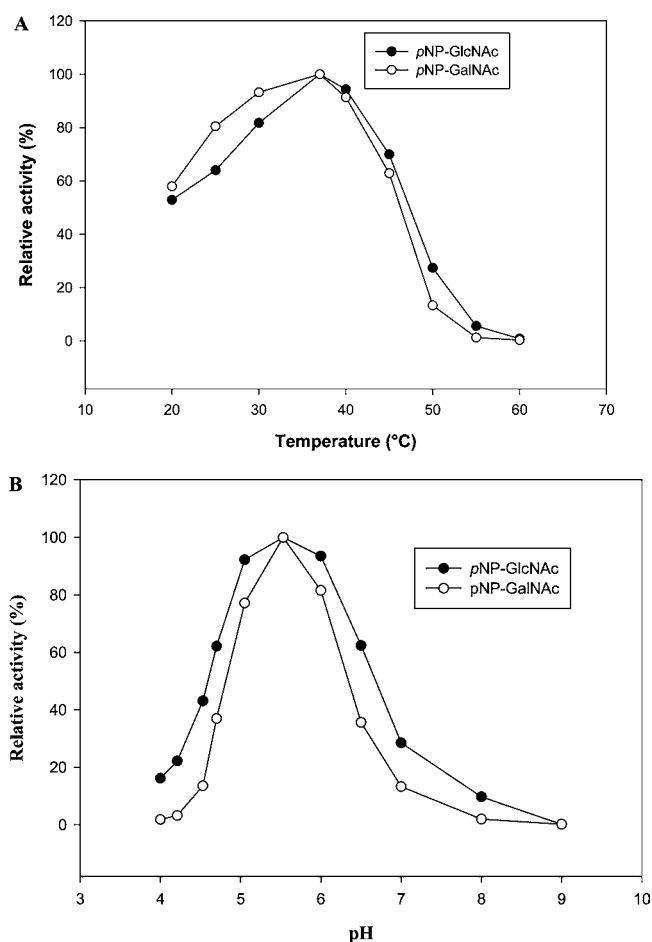 A
120
100
80
60
40
20
0
Relative activity (%)
pNP-GlcNAc
pNP-GalNAc
10 20 30 40 50 60 70
Temperature (°C)
B
120
100
80
60
40
20
0
Relative activity (%)
pNP-GlcNAc
pNP-GalNAc
3 4 5 6 7 8 9 10
pH